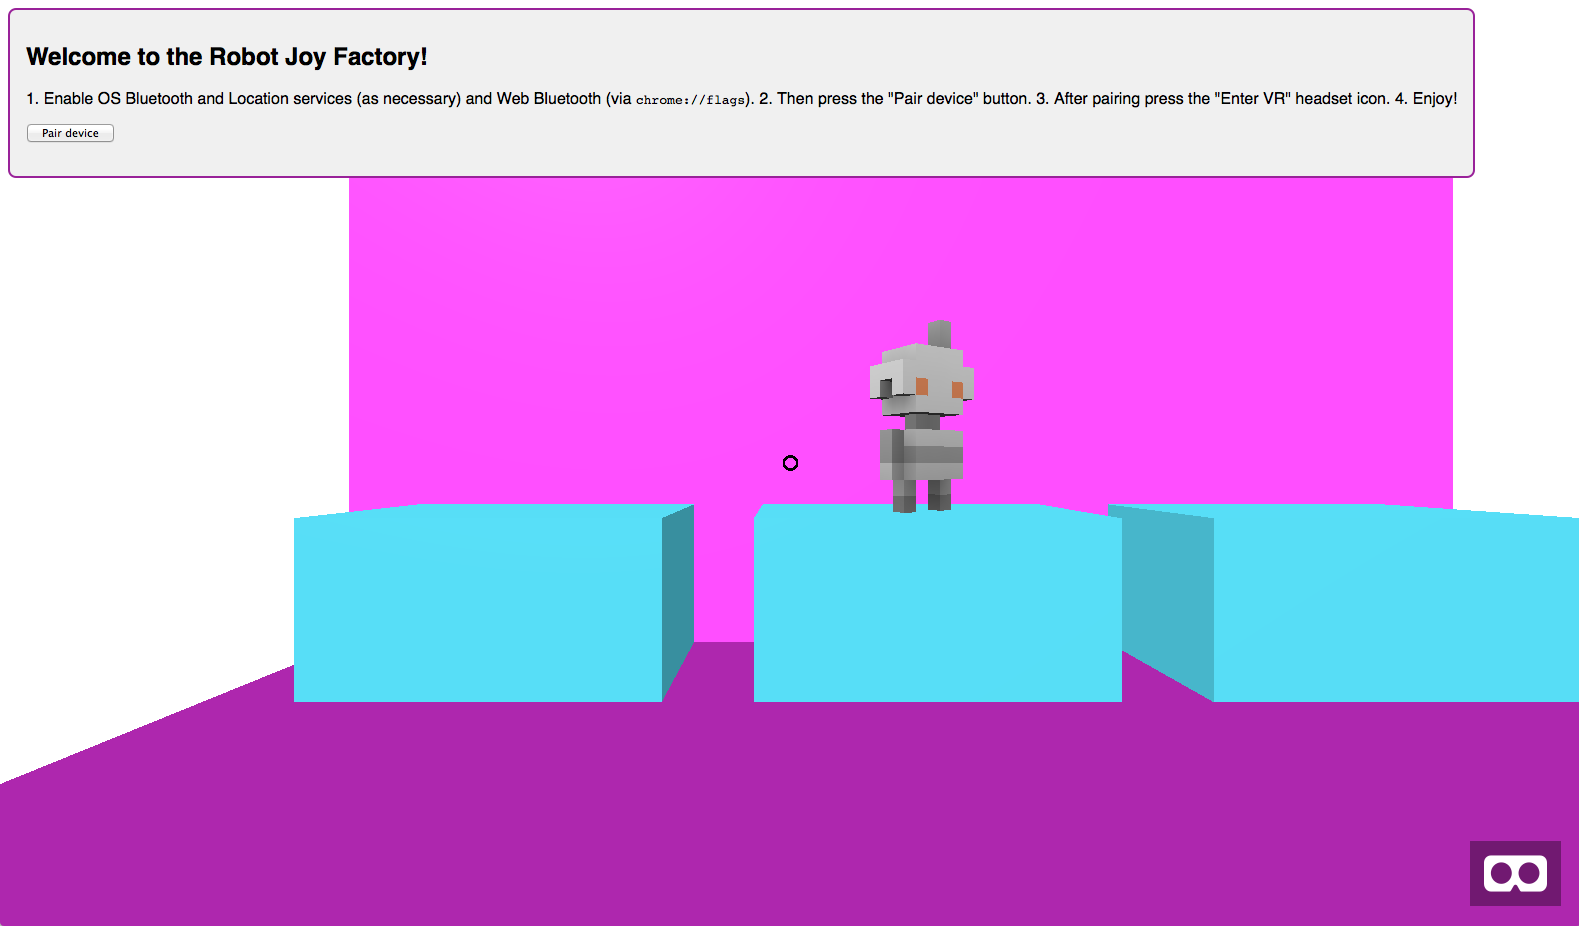 Welcome to the Robot Joy Factory!
1. Enable OS Bluetooth and Location services (as necessary) and Web Bluetooth (via chrome://flags). 2. Then press the "Pair device" button. 3. After pairing press the "Enter VR" headset icon. 4. Enjoy!
Pair device